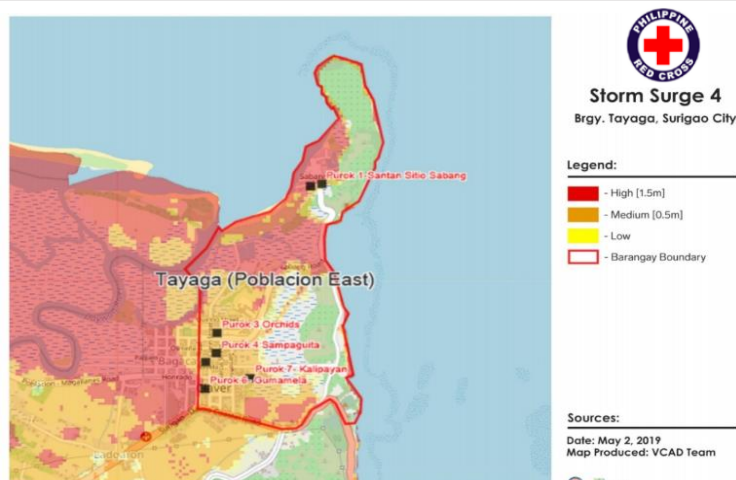 PHILIPPINE
RED CROSS
Storm Surge 4
Brgy. Tayaga, Surigao City
Legend:
- High [1.5m]
- Medium [0.5m]
- Low
- Barangay Boundary
Purok 1 Santan Sitio Sabang
Tayaga (Poblacion East)
Purok 3 Orchids
Purok 4 Sampaguita
Purok 7- Kalipayan
Purok 6- Gumamela
Sources:
Date: May 2, 2019
Map Produced: VCAD Team